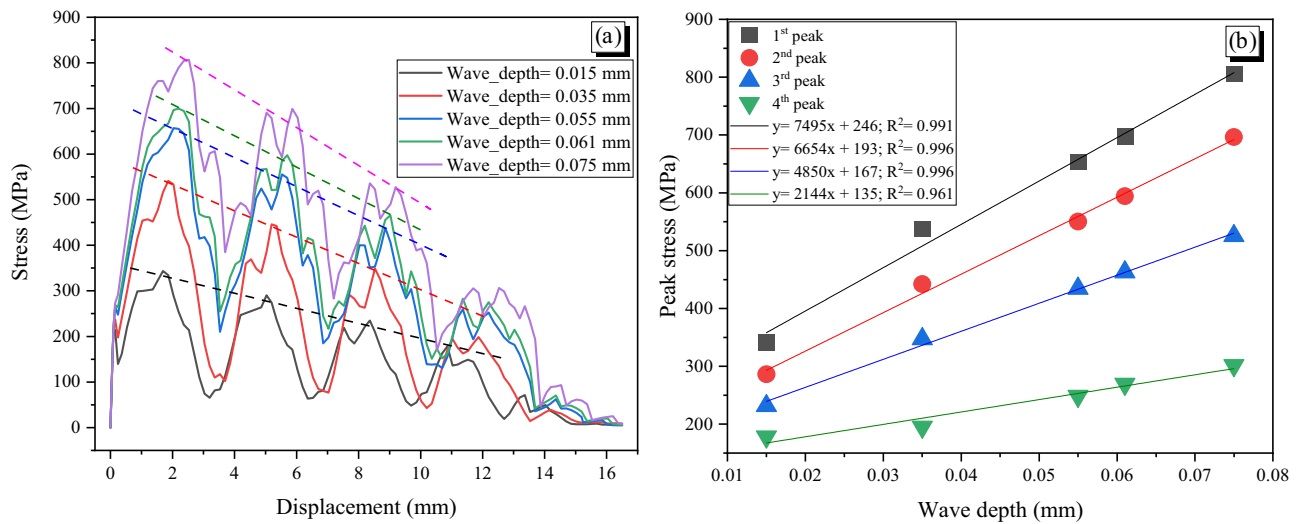 (a)
Wave_depth= 0.015 mm
Wave_depth= 0.035 mm
Wave_depth= 0.055 mm
Wave_depth= 0.061 mm
Wave_depth= 0.075 mm
900
800
700
600
500
400
300
200
100
0
Stress (MPa)
0 2 4 6 8 10 12 14 16
Displacement (mm)
(b)
1st peak
2nd peak
3rd peak
4th peak
y= 7495x + 246; R²= 0.991
y= 6654x + 193; R²= 0.996
y= 4850x + 167; R²= 0.996
y= 2144x + 135; R²= 0.961
900
800
700
600
500
400
300
200
Peak stress (MPa)
0.01 0.02 0.03 0.04 0.05 0.06 0.07 0.08
Wave depth (mm)